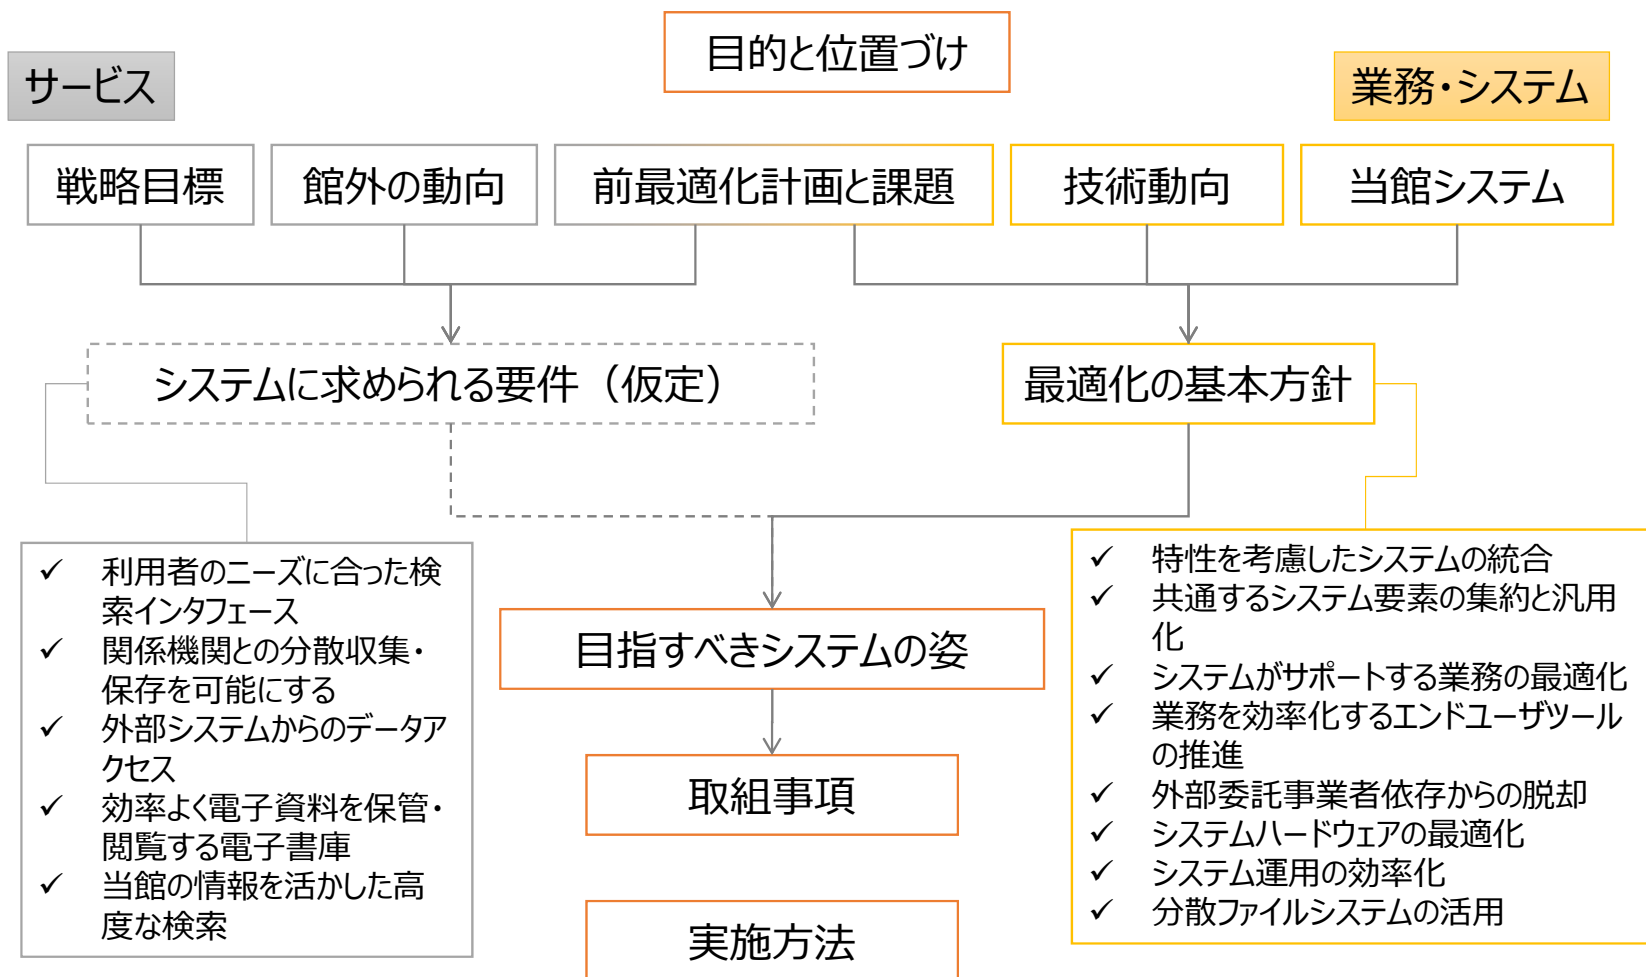 目的と位置づけ
サービス
業務・システム
戦略目標
館外の動向
前最適化計画と課題
技術動向
当館システム
システムに求められる要件（仮定）
最適化の基本方針
✓ 利用者のニーズに合った検
索インタフェース
✓ 関係機関との分散収集・
保存を可能にする
✓ 外部システムからのデータア
クセス
✓ 効率よく電子資料を保管・
閲覧する電子書庫
✓ 当館の情報を活かした高
度な検索
目指すべきシステムの姿
取組事項
実施方法
✓ 特性を考慮したシステムの統合
✓ 共通するシステム要素の集約と汎用
化
✓ システムがサポートする業務の最適化
✓ 業務を効率化するエンドユーザツール
の推進
✓ 外部委託事業者依存からの脱却
✓ システムハードウェアの最適化
✓ システム運用の効率化
✓ 分散ファイルシステムの活用